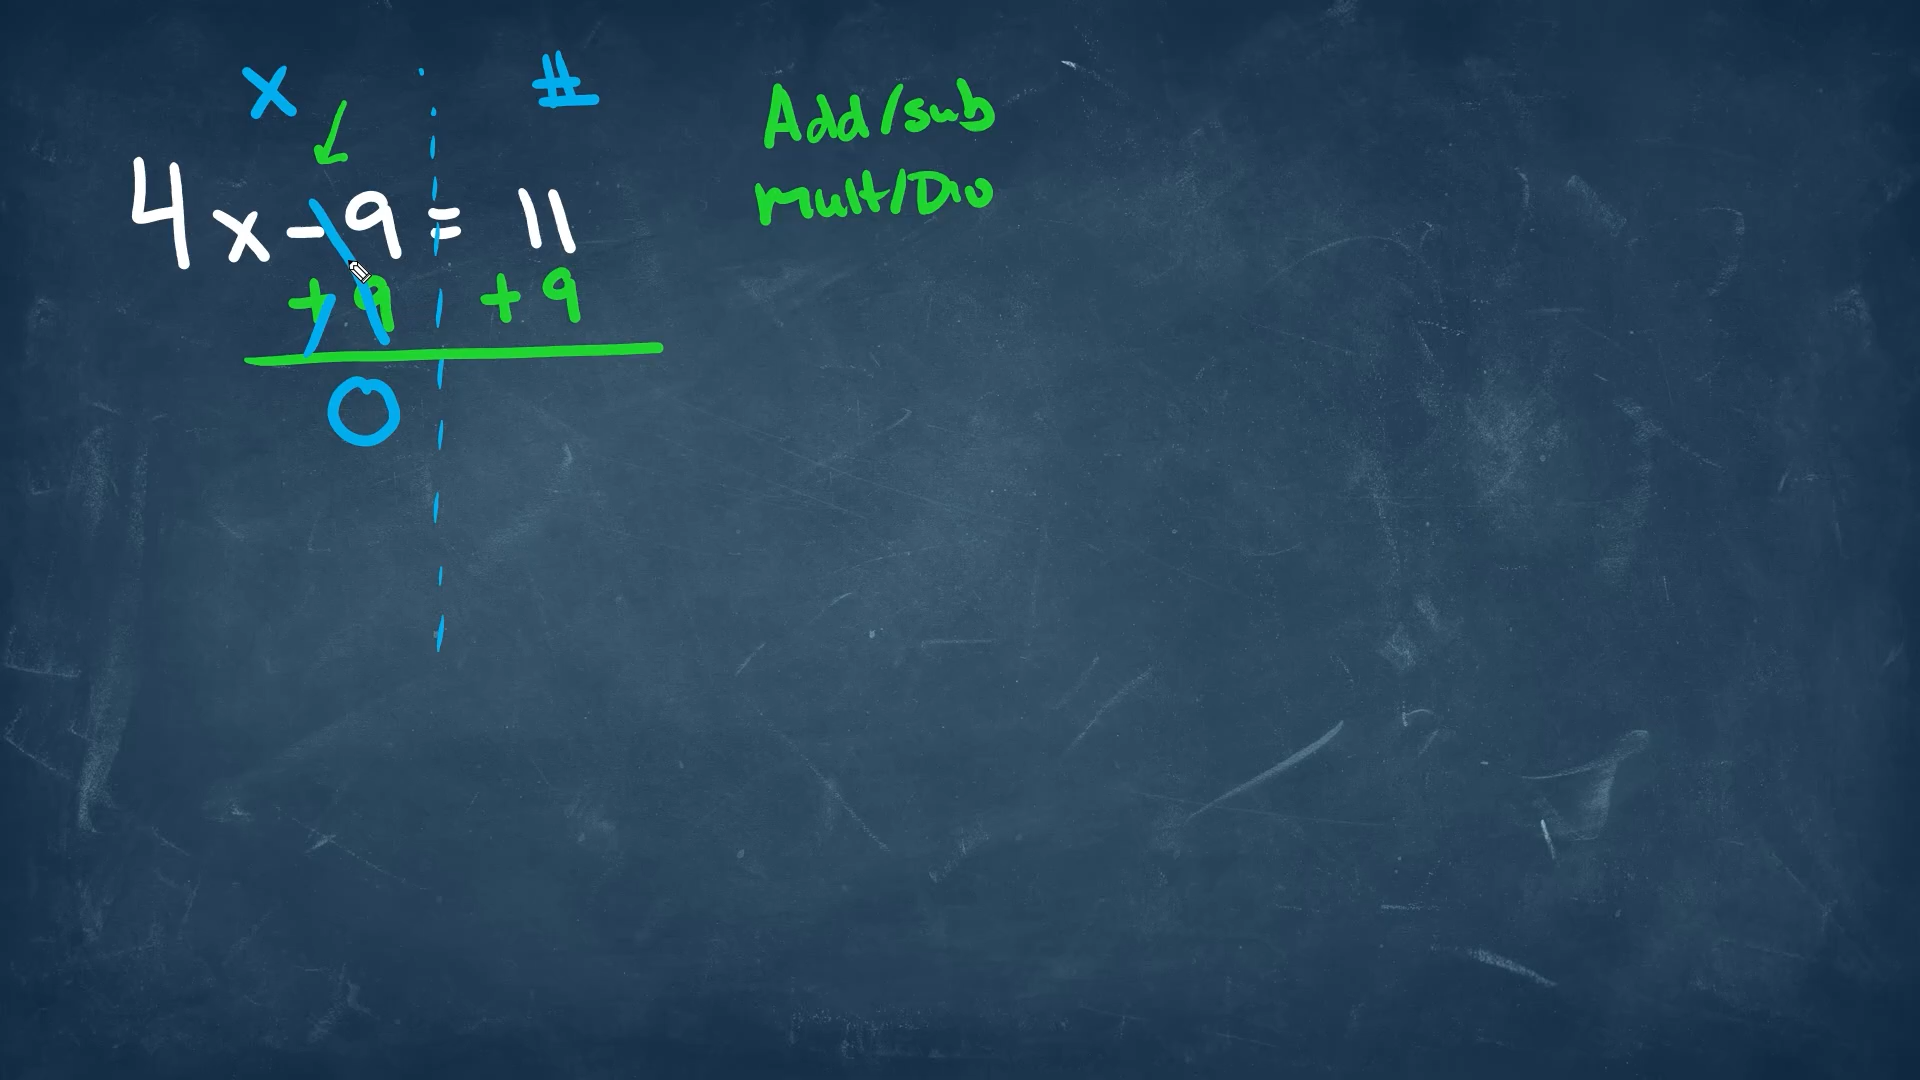 x #
4x - 9 = 11
+ 9 + 9
0
Add/sub
Mult/Div